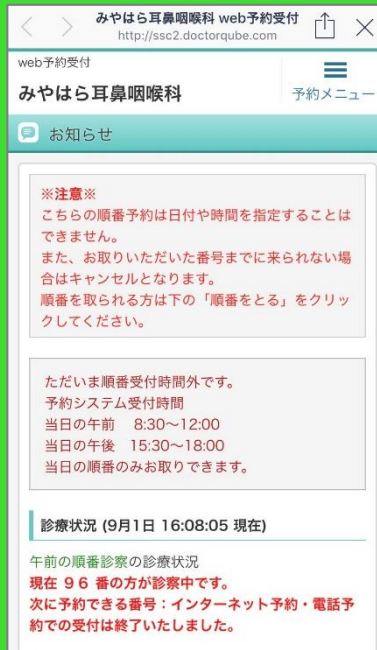 みやはら耳鼻咽喉科 web予約受付
http://ssc2.doctorqube.com
web予約受付
みやはら耳鼻咽喉科
予約メニュー
お知らせ
※注意※
こちらの順番予約は日付や時間を指定することは
できません。
また、お取りいただいた番号までに来られない場
合はキャンセルとなります。
順番を取られる方は下の「順番をとる」をクリッ
クしてください。
ただいま順番受付時間外です。
予約システム受付時間
当日の午前 8:30～12:00
当日の午後 15:30～18:00
当日の順番のみお取りできます。
診療状況 (9月1日 16:08:05 現在)
午前の順番診察の診療状況
現在 ９６ 番の方が診察中です。
次に予約できる番号：インターネット予約・電話予
約での受付は終了いたしました。